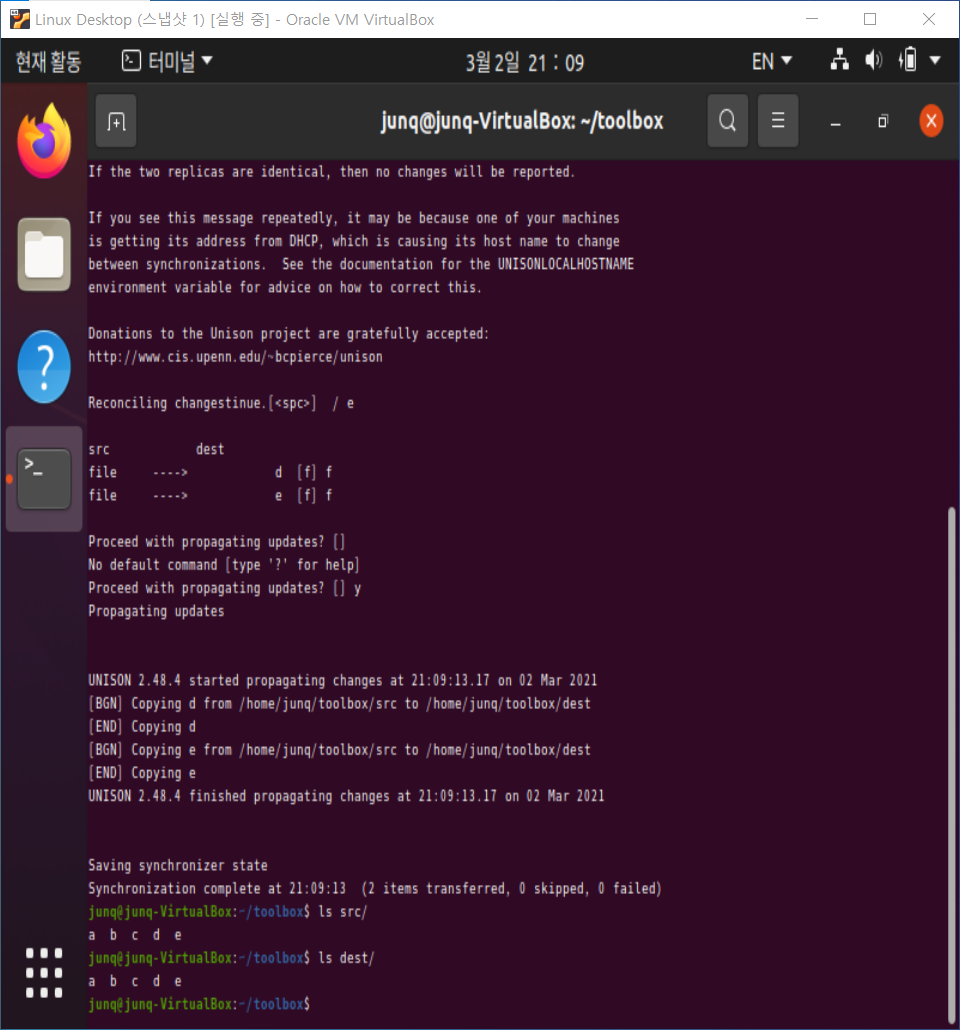 Linux Desktop (스냅샷 1) [실행 중] - Oracle VM VirtualBox
현재 활동 터미널 3월 2일 21 : 09 EN
junq@junq-VirtualBox: ~/toolbox
If the two replicas are identical, then no changes will be reported.
If you see this message repeatedly, it may be because one of your machines
is getting its address from DHCP, which is causing its host name to change
between synchronizations.  See the documentation for the UNISONLOCALHOSTNAME
environment variable for advice on how to correct this.
Donations to the Unison project are gratefully accepted:
http://www.cis.upenn.edu/~bcpierce/unison
Reconciling changestinue.[<spc>]  / e
src            dest
file     ---->            d  [f] f
file     ---->            e  [f] f
Proceed with propagating updates? []
No default command [type '?' for help]
Proceed with propagating updates? [] y
Propagating updates
UNISON 2.48.4 started propagating changes at 21:09:13.17 on 02 Mar 2021
[BGN] Copying d from /home/junq/toolbox/src to /home/junq/toolbox/dest
[END] Copying d
[BGN] Copying e from /home/junq/toolbox/src to /home/junq/toolbox/dest
[END] Copying e
UNISON 2.48.4 finished propagating changes at 21:09:13.17 on 02 Mar 2021
Saving synchronizer state
Synchronization complete at 21:09:13  (2 items transferred, 0 skipped, 0 failed)
junq@junq-VirtualBox:~/toolbox$ ls src/
a  b  c  d  e
junq@junq-VirtualBox:~/toolbox$ ls dest/
a  b  c  d  e
junq@junq-VirtualBox:~/toolbox$